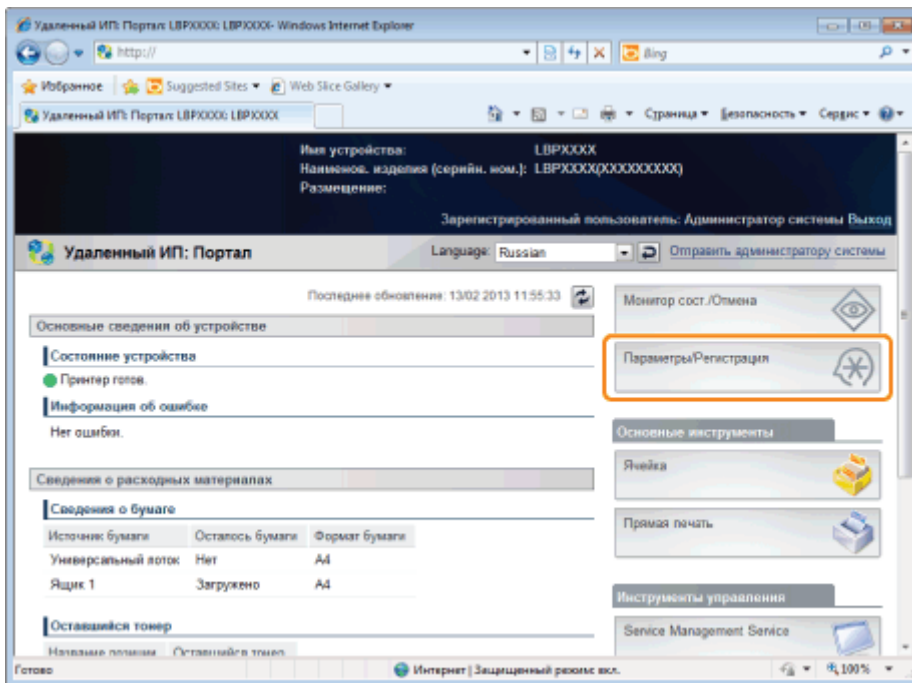 Удаленный ИП: Портал: LBPXXXX: LBPXXXX- Windows Internet Explorer
http://
Bing
Избранное Suggested Sites Web Slice Gallery
Удаленный ИП: Портал: LBPXXXX: LBPXXXX
Страница Безопасность Сервис
Имя устройства: LBPXXXX
Наименов. изделия (серийн. ном.): LBPXXXX(XXXXXXXXX)
Размещение:
Зарегистрированный пользователь: Администратор системы Выход
Удаленный ИП: Портал Language: Russian Отправить администратору системы
Последнее обновление: 13/02 2013 11:55:33
Монитор сост./Отмена
Основные сведения об устройстве
Состояние устройства
Параметры/Регистрация
Принтер готов.
Информация об ошибке
Нет ошибки.
Основные инструменты
Ячейка
Сведения о расходных материалах
Сведения о бумаге
Прямая печать
Источник бумаги Осталось бумаги Формат бумаги
Универсальный лоток Нет A4
Ящик 1 Загружено A4
Инструменты управления
Оставшийся тонер
Service Management Service
Название позиции Оставшийся тонер
Готово Интернет | Защищенный режим: вкл. 100%